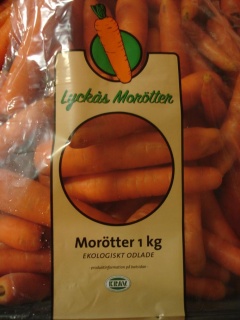 Lyckås Morötter
Morötter 1 kg
EKOLOGISKT ODLADE
KRAV